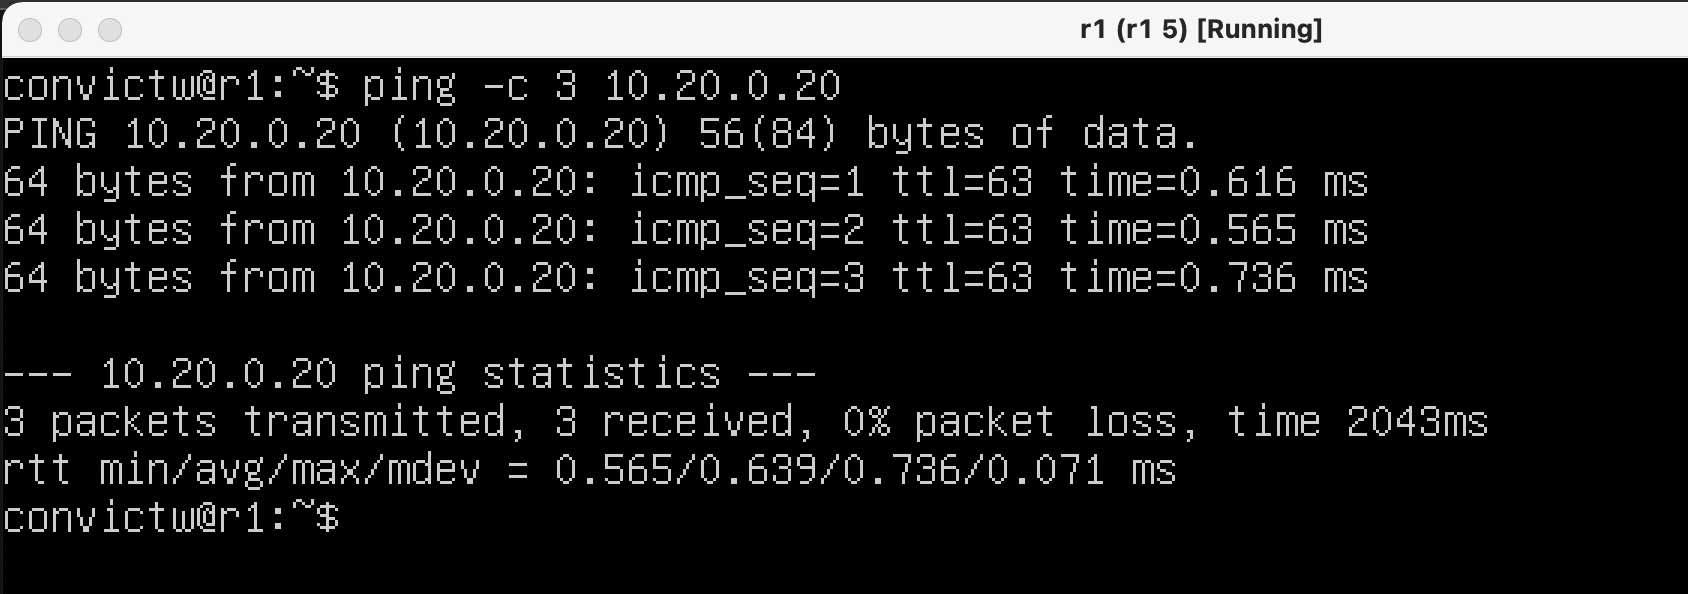 r1 (r1 5) [Running]
convictw@r1:~$ ping -c 3 10.20.0.20
PING 10.20.0.20 (10.20.0.20) 56(84) bytes of data.
64 bytes from 10.20.0.20: icmp_seq=1 ttl=63 time=0.616 ms
64 bytes from 10.20.0.20: icmp_seq=2 ttl=63 time=0.565 ms
64 bytes from 10.20.0.20: icmp_seq=3 ttl=63 time=0.736 ms
--- 10.20.0.20 ping statistics ---
3 packets transmitted, 3 received, 0% packet loss, time 2043ms
rtt min/avg/max/mdev = 0.565/0.639/0.736/0.071 ms
convictw@r1:~$